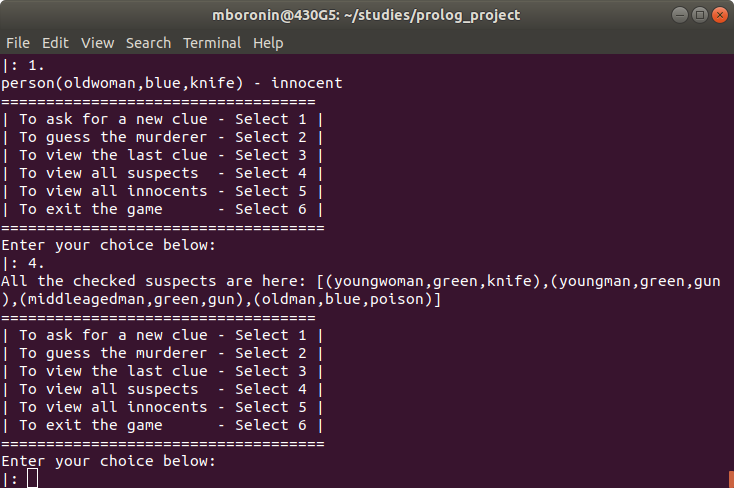 mboronin@430G5: ~/studies/prolog_project
File Edit View Search Terminal Help
|: 1.
person(oldwoman,blue,knife) - innocent
===================================
| To ask for a new clue - Select 1 |
| To guess the murderer - Select 2 |
| To view the last clue - Select 3 |
| To view all suspects  - Select 4 |
| To view all innocents - Select 5 |
| To exit the game      - Select 6 |
====================================
Enter your choice below:
|: 4.
All the checked suspects are here: [(youngwoman,green,knife),(youngman,green,gun
),(middleagedman,green,gun),(oldman,blue,poison)]
===================================
| To ask for a new clue - Select 1 |
| To guess the murderer - Select 2 |
| To view the last clue - Select 3 |
| To view all suspects  - Select 4 |
| To view all innocents - Select 5 |
| To exit the game      - Select 6 |
====================================
Enter your choice below:
|: